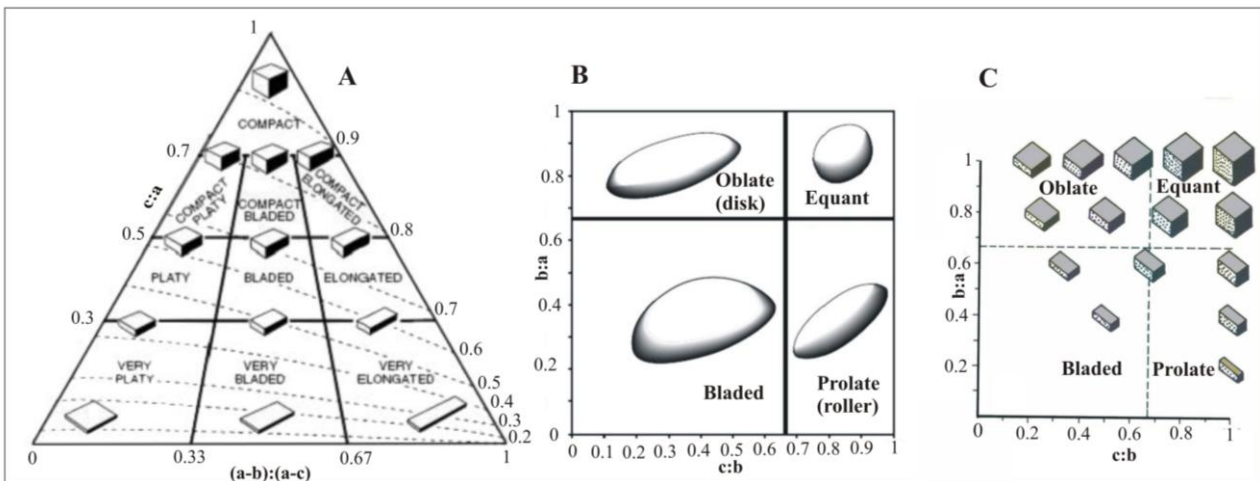 A
1
COMPACT
0.9
0.7
c:a
COMPACT
PLATY
COMPACT
BLADED
COMPACT
ELONGATED
0.8
0.5
PLATY
BLADED
ELONGATED
0.7
0.3
0.6
VERY
PLATY
VERY
BLADED
VERY
ELONGATED
0.5
0.4
0.3
0.2
0
0.33
0.67
1
(a-b):(a-c)
B
1
0.8
0.6
b:a
0.4
0.2
0
Oblate
(disk)
Equant
Bladed
Prolate
(roller)
0 0.1 0.2 0.3 0.4 0.5 0.6 0.7 0.8 0.9 1
c:b
C
1
0.8
0.6
b:a
0.4
0.2
Oblate
Equant
Bladed
Prolate
0 0.2 0.4 0.6 0.8 1
c:b